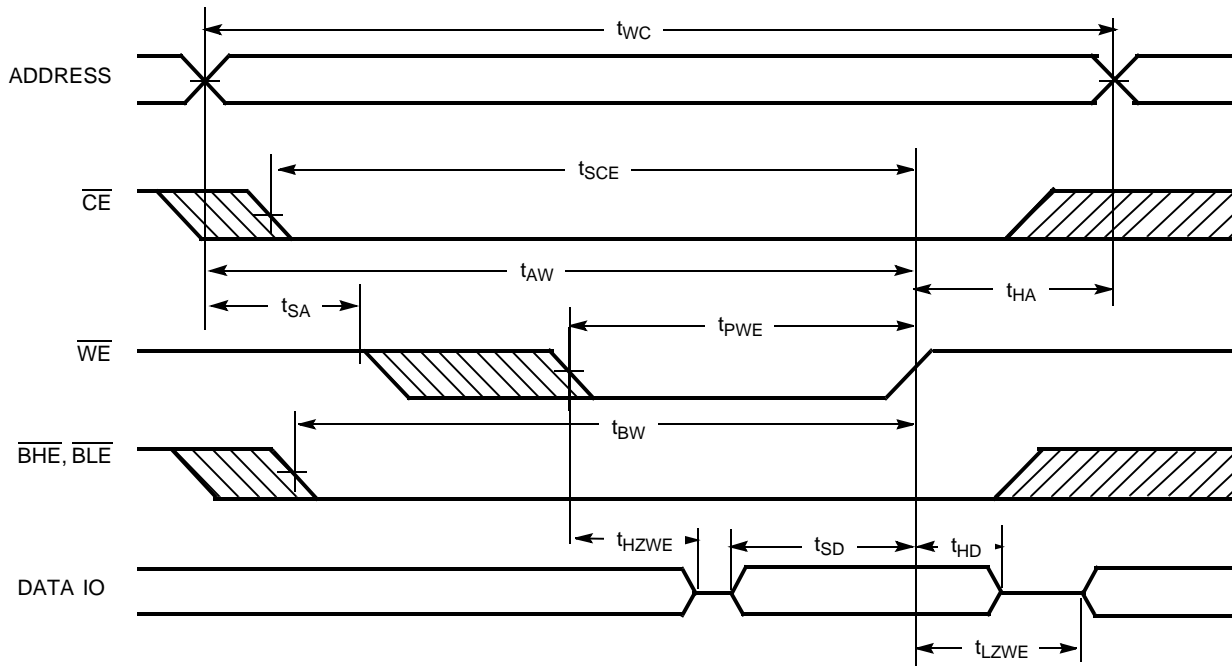 tWC
ADDRESS
tSCE
CE
tAW
tSA
tHA
tPWE
WE
tBW
BHE, BLE
tHZWE
tSD
tHD
DATA IO
tLZWE